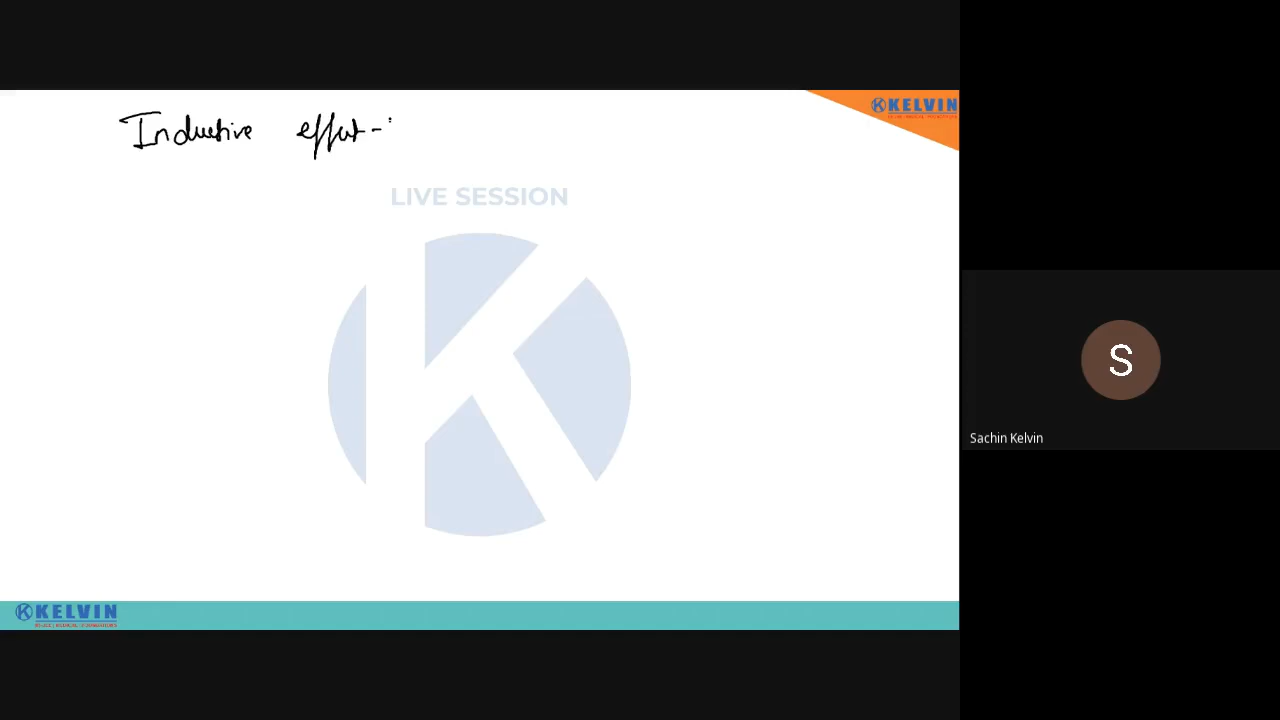 Inductive effect -
KELVIN
LIVE SESSION
S
Sachin Kelvin
KELVIN